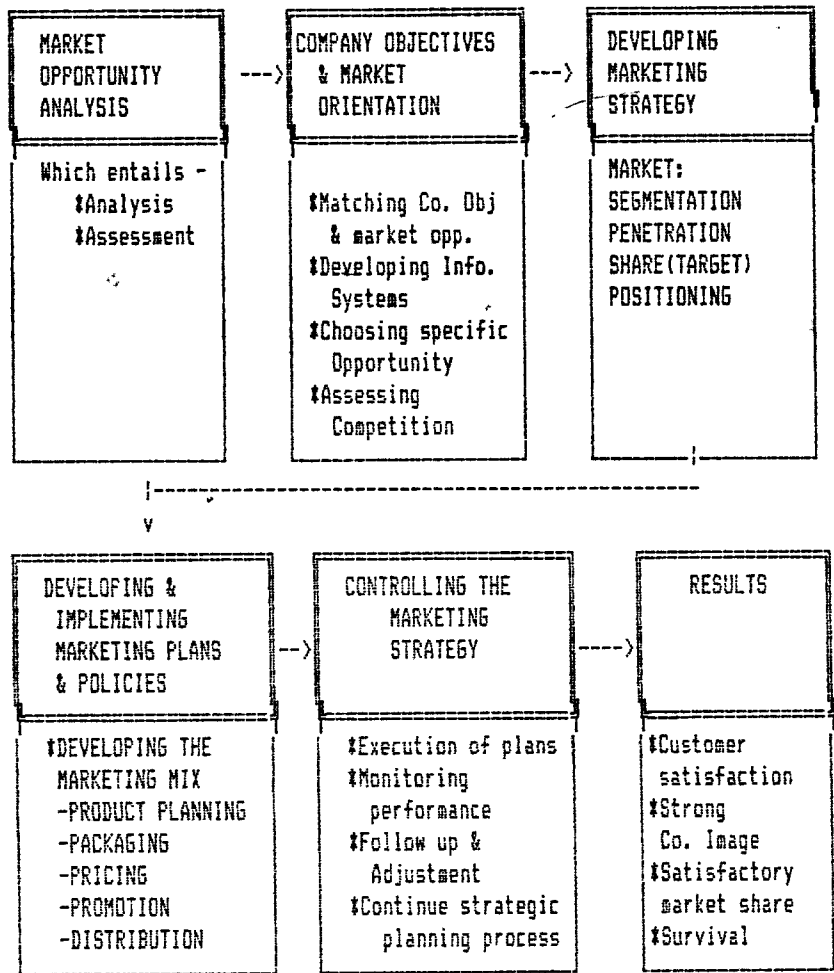 MARKET
OPPORTUNITY
ANALYSIS
Which entails -
*Analysis
*Assessment
--->
COMPANY OBJECTIVES
& MARKET
ORIENTATION
*Matching Co. Obj
& market opp.
*Developing Info.
Systems
*Choosing specific
Opportunity
*Assessing
Competition
--->
DEVELOPING
MARKETING
STRATEGY
MARKET:
SEGMENTATION
PENETRATION
SHARE(TARGET)
POSITIONING
v
DEVELOPING &
IMPLEMENTING
MARKETING PLANS
& POLICIES
*DEVELOPING THE
MARKETING MIX
-PRODUCT PLANNING
-PACKAGING
-PRICING
-PROMOTION
-DISTRIBUTION
-->
CONTROLLING THE
MARKETING
STRATEGY
*Execution of plans
*Monitoring
performance
*Follow up &
Adjustment
*Continue strategic
planning process
---->
RESULTS
*Customer
satisfaction
*Strong
Co. Image
*Satisfactory
market share
*Survival